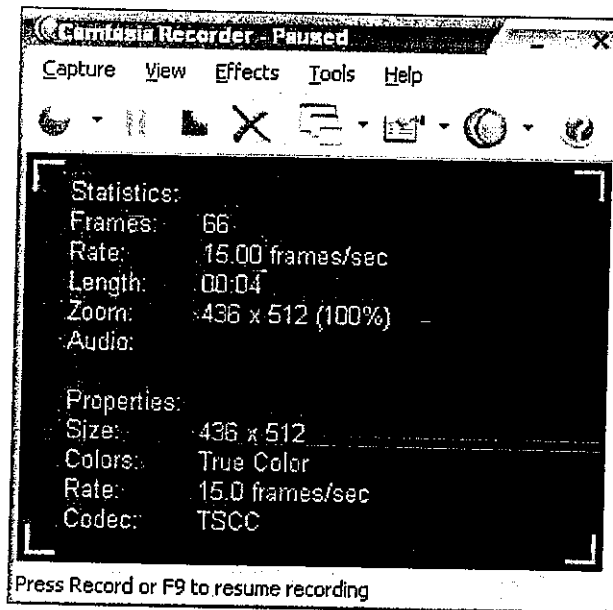 Camtasia Recorder - Paused
Capture View Effects Tools Help
Statistics:
Frames: 66
Rate: 15.00 frames/sec
Length: 00:04
Zoom: 436 x 512 (100%)
Audio:
Properties:
Size: 436 x 512
Colors: True Color
Rate: 15.0 frames/sec
Codec: TSCC
Press Record or F9 to resume recording